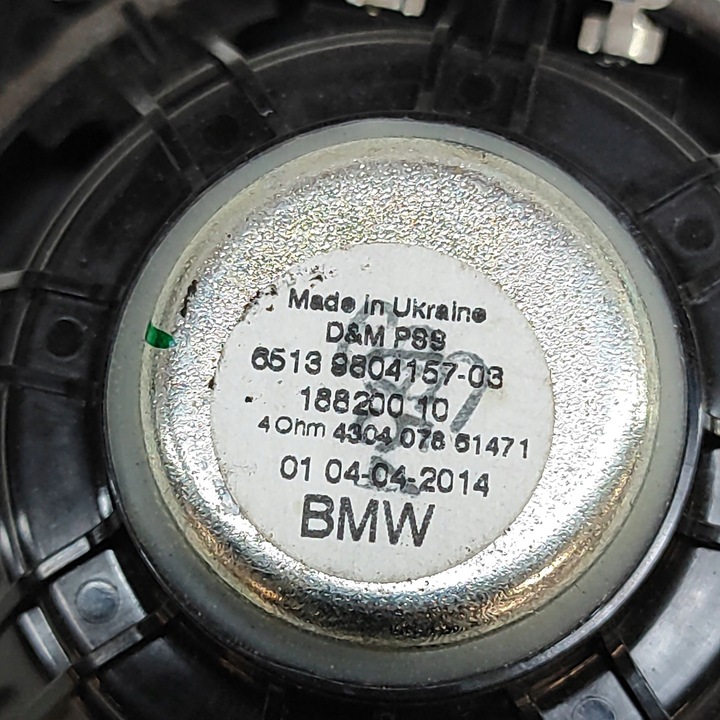 Made in Ukraine
D&M PSS
6513 9804157-03
188200 10
4 Ohm 4304 078 51471
01 04-04-2014
BMW